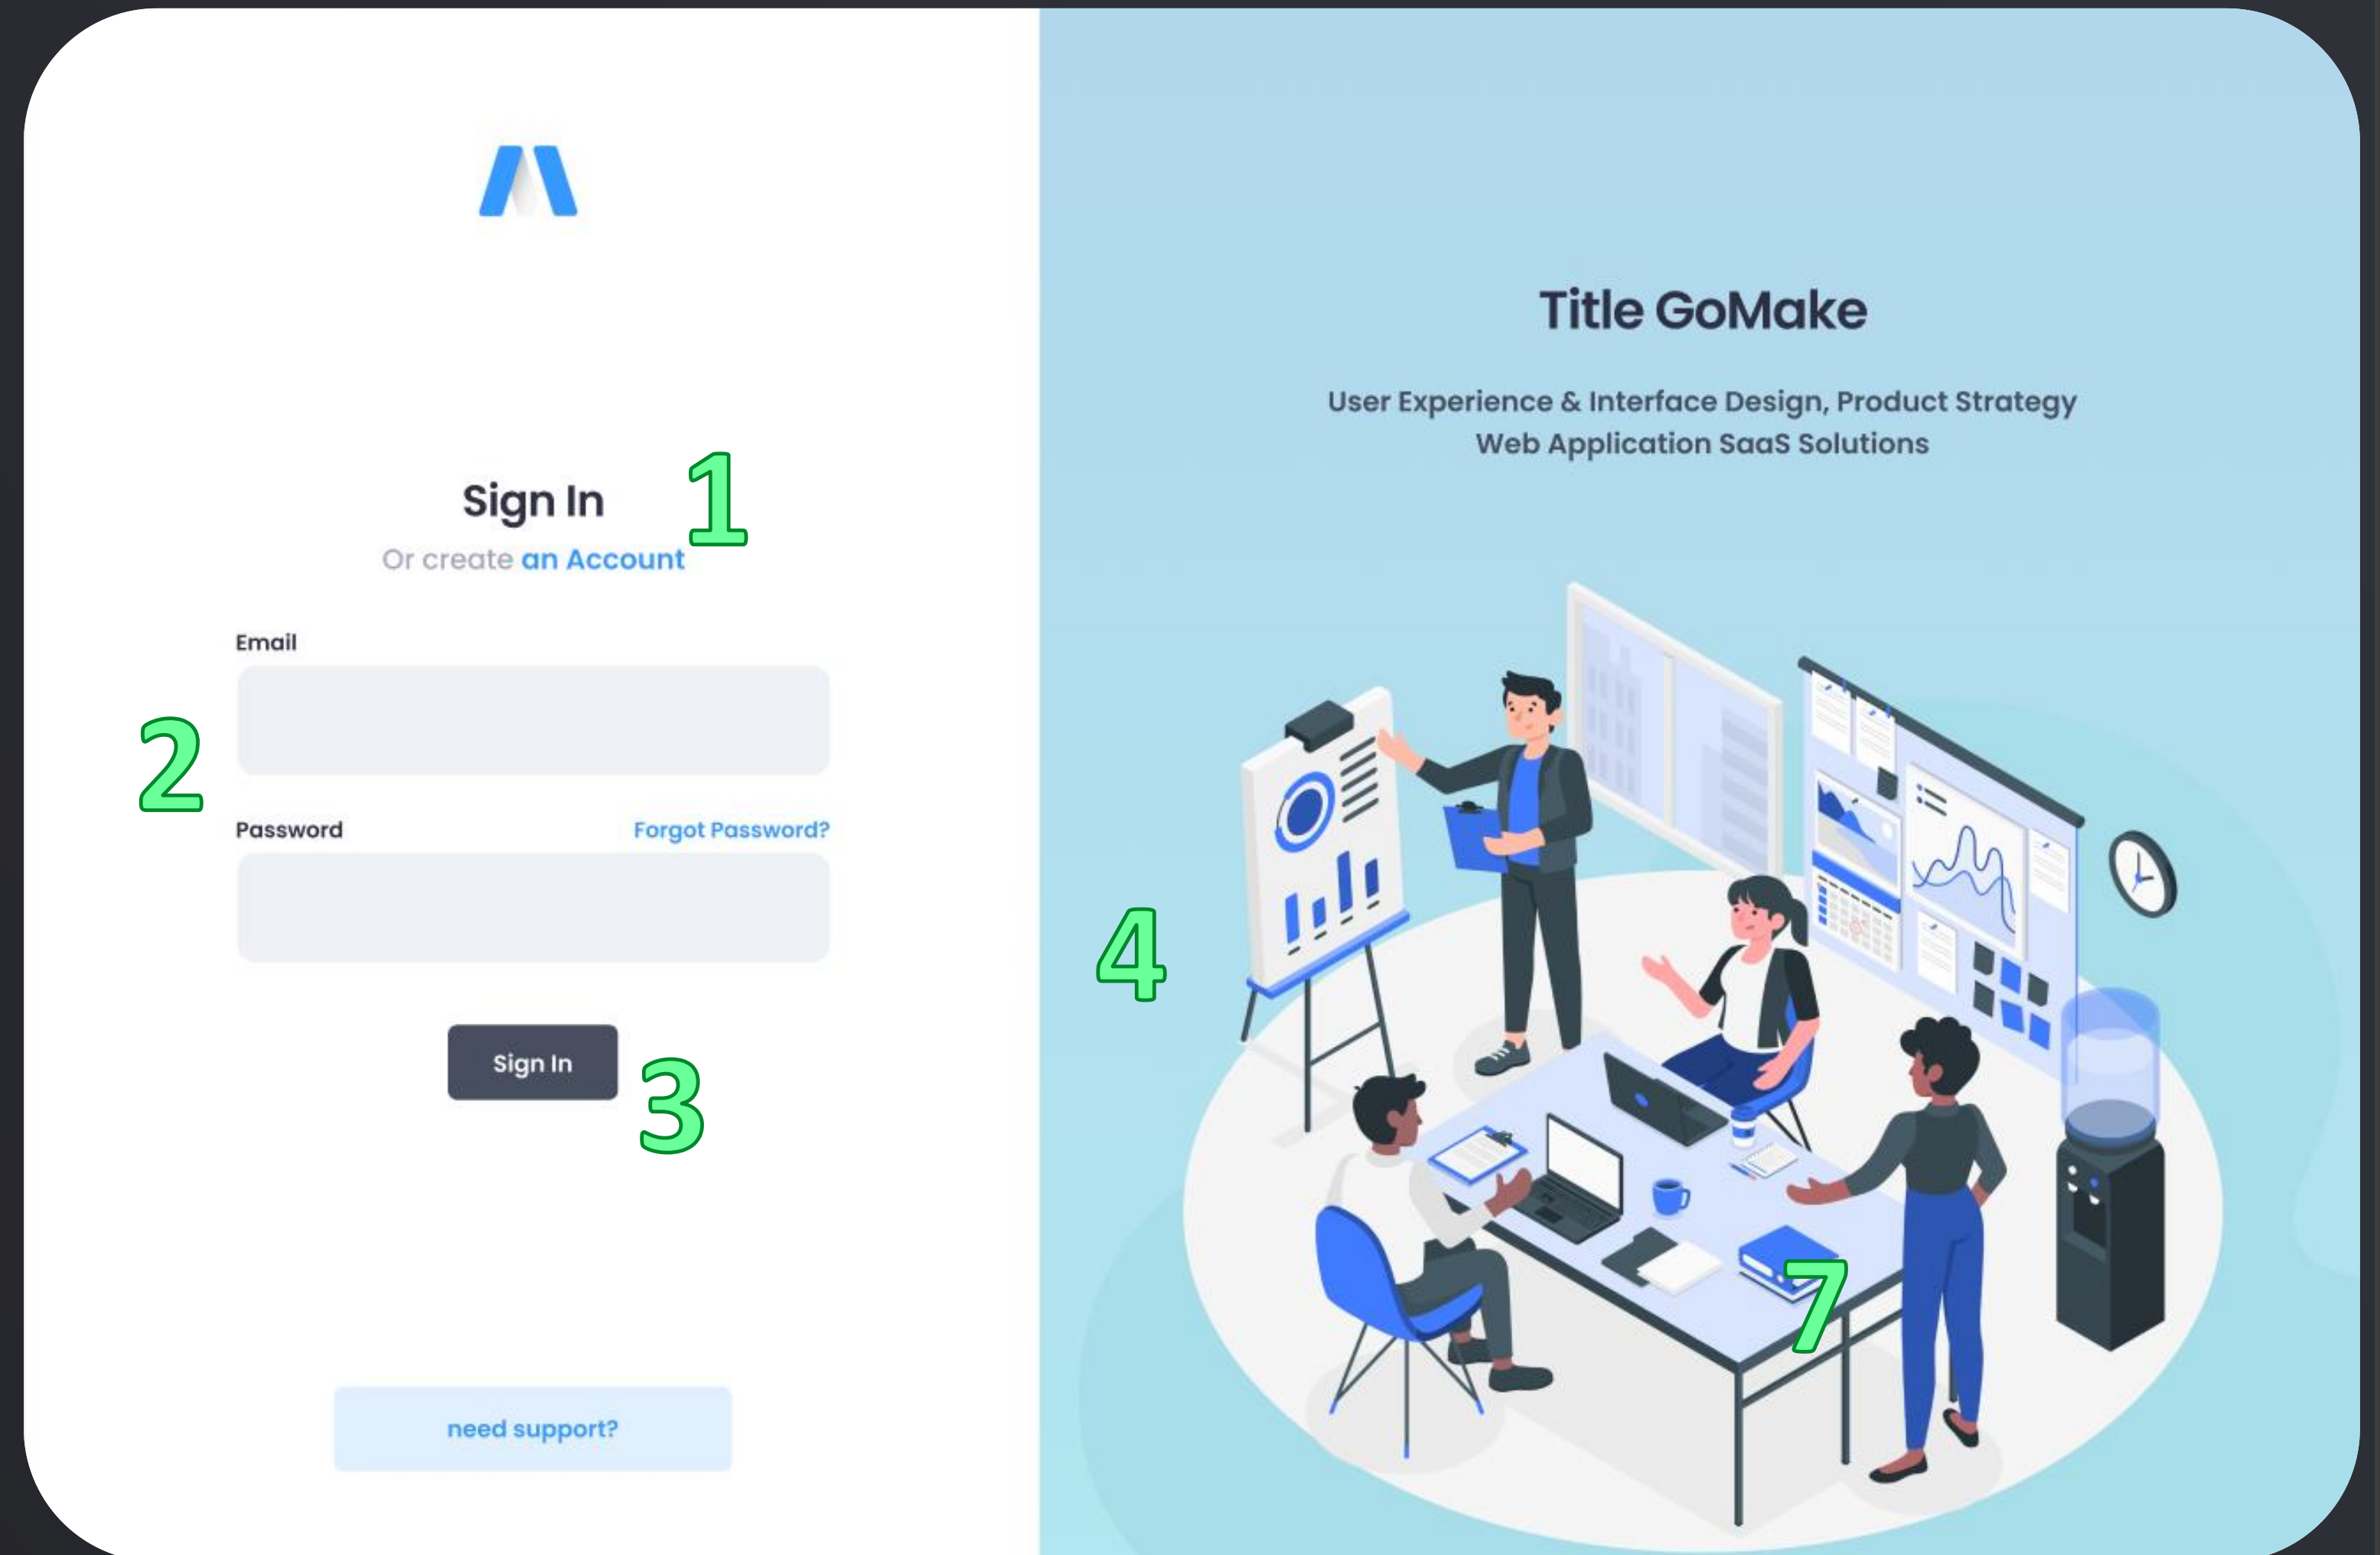 Sign In
1
Or create an Account
Email
2
Password
Forgot Password?
Sign In
3
need support?
Title GoMake
User Experience & Interface Design, Product Strategy
Web Application SaaS Solutions
4
7